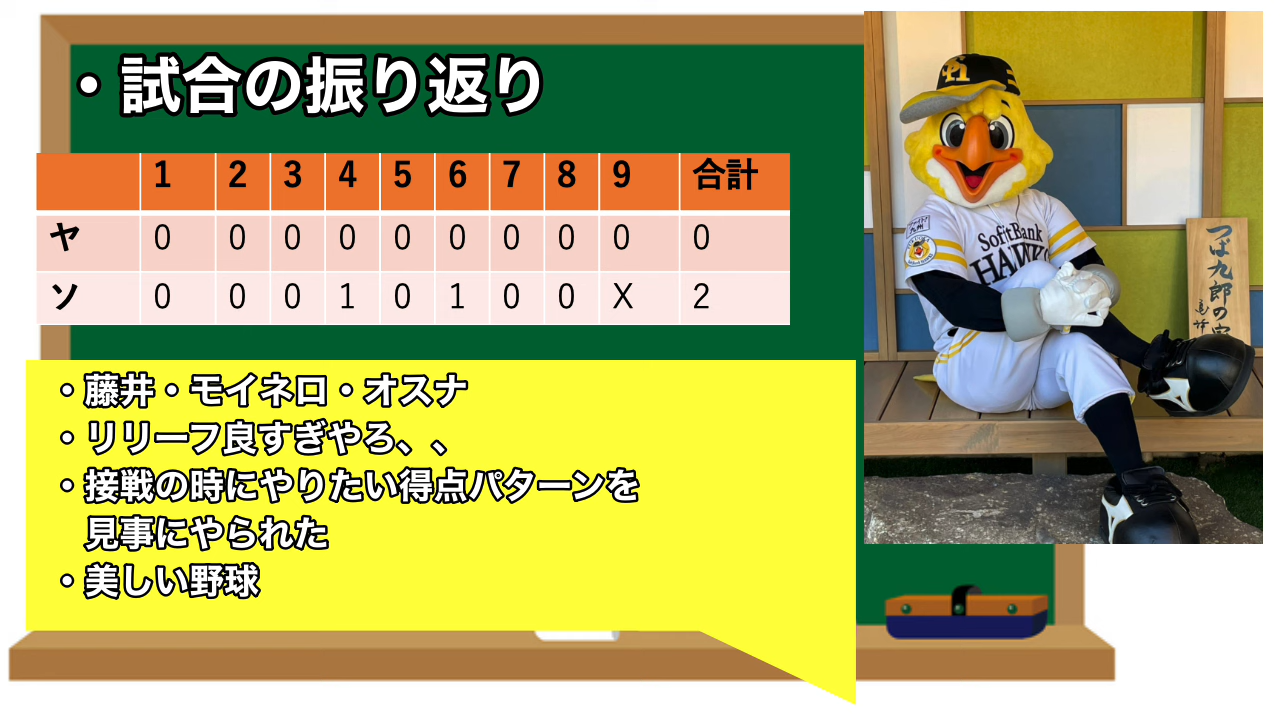 ・試合の振り返り
1 2 3 4 5 6 7 8 9 合計
ヤ 0 0 0 0 0 0 0 0 0 0
ソ 0 0 0 1 0 1 0 0 X 2
・藤井・モイネロ・オスナ
・リリーフ良すぎやろ、、
・接戦の時にやりたい得点パターンを
見事にやられた
・美しい野球
SoftBank
HAWK
つば九郎の